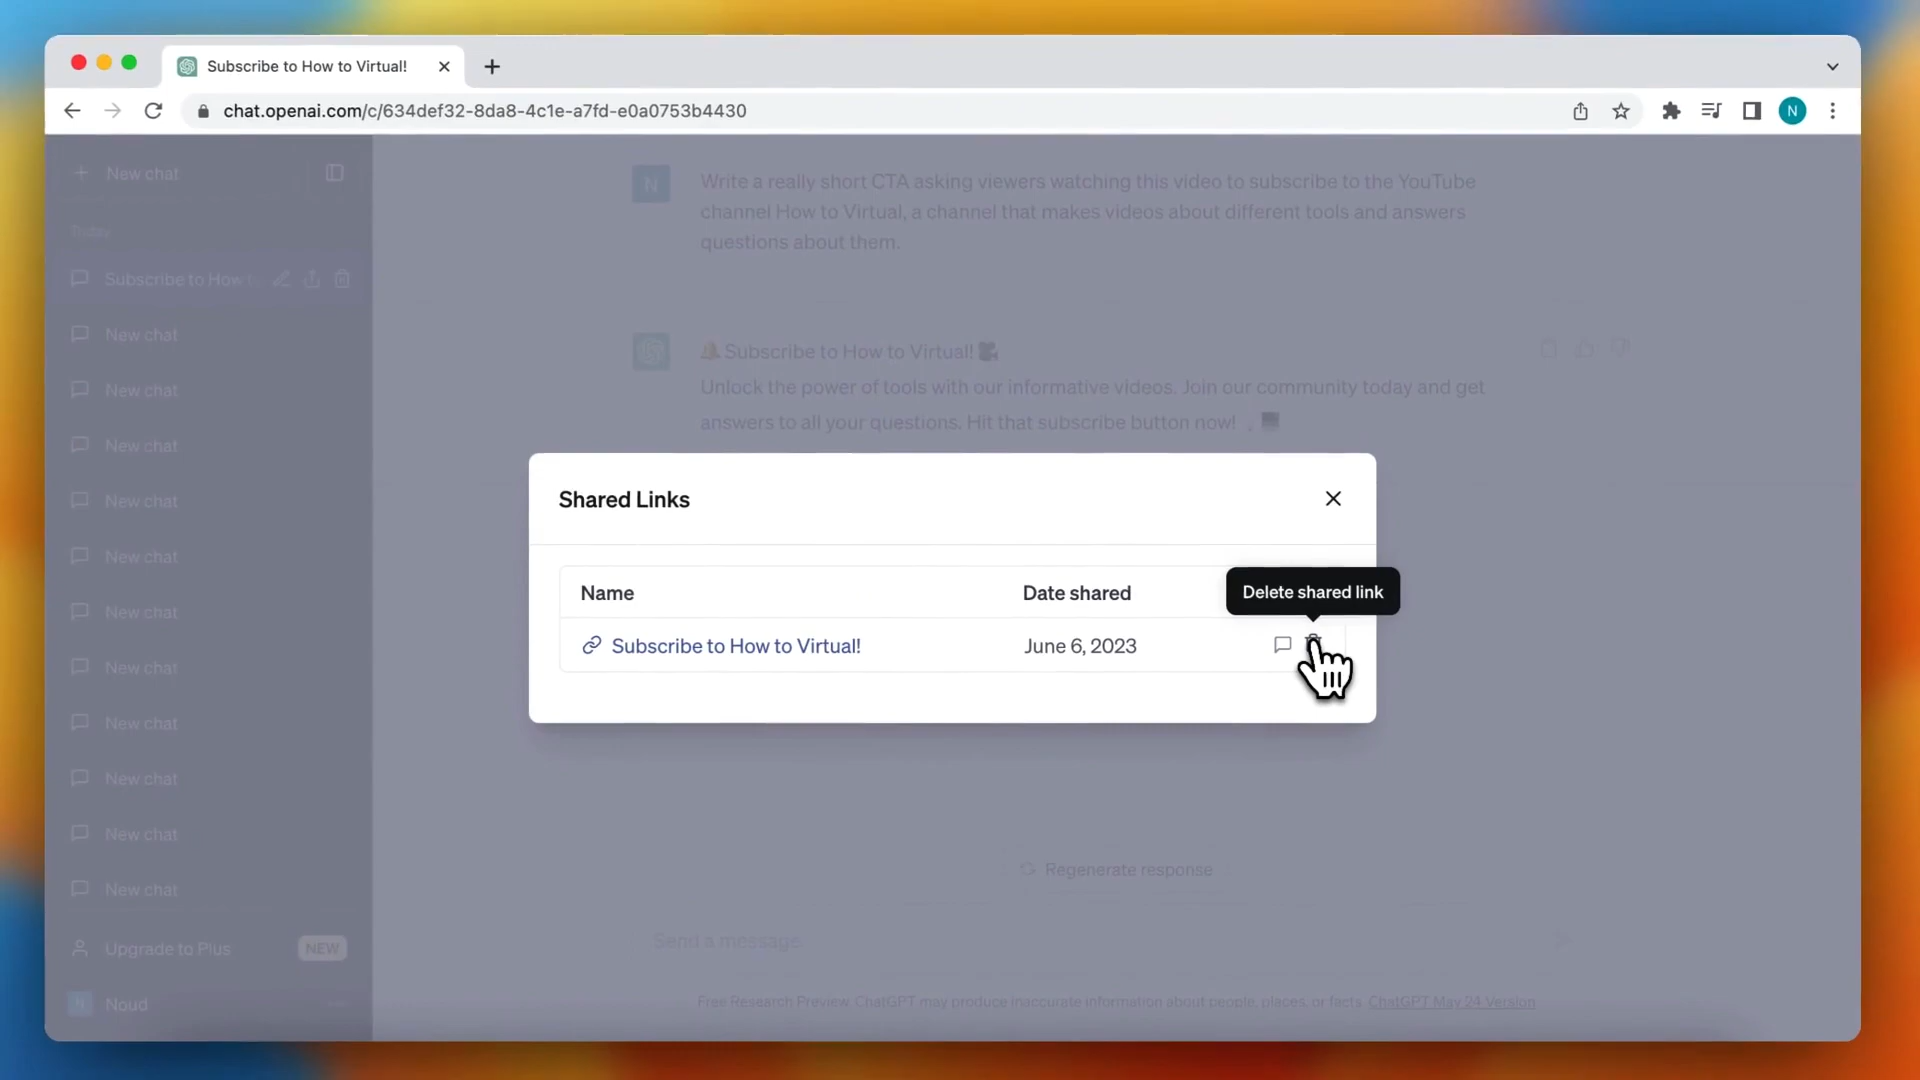 Subscribe to How to Virtual!
chat.openai.com/c/634def32-8da8-4c1e-a7fd-e0a0753b4430
N
New chat
Today
Subscribe to How t
New chat
New chat
New chat
New chat
New chat
New chat
New chat
New chat
New chat
New chat
New chat
Upgrade to Plus NEW
N Noud
N
Write a really short CTA asking viewers watching this video to subscribe to the YouTube
channel How to Virtual, a channel that makes videos about different tools and answers
questions about them.
Subscribe to How to Virtual!
Unlock the power of tools with our informative videos. Join our community today and get
answers to all your questions. Hit that subscribe button now!
Shared Links
Name Date shared
Delete shared link
Subscribe to How to Virtual! June 6, 2023
Regenerate response
Send a message.
Free Research Preview. ChatGPT may produce inaccurate information about people, places, or facts. ChatGPT May 24 Version